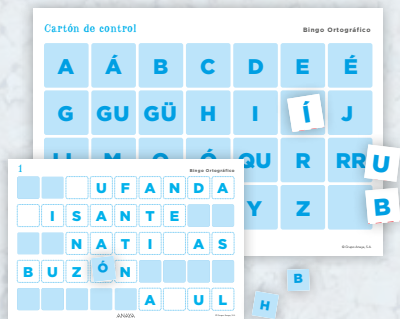 Cartón de control
Bingo Ortográfico
A Á B C D E É
G GU GÜ H I Í J
QU R RR U
Y Z B
1
Bingo Ortográfico
U F A N D A
I S A N T E
N A T I A S
B U Z Ó N
A U L
ANAYA
B
H